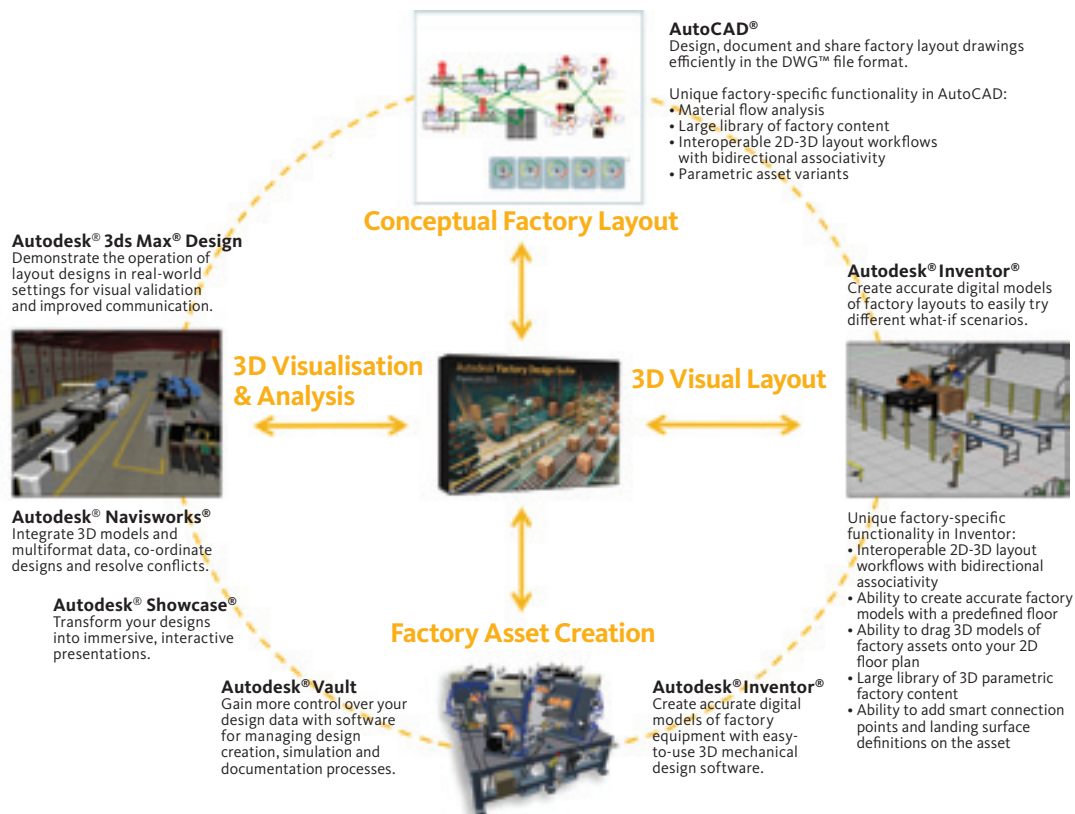 AutoCAD®
Design, document and share factory layout drawings
efficiently in the DWG™ file format.
Unique factory-specific functionality in AutoCAD:
• Material flow analysis
• Large library of factory content
• Interoperable 2D-3D layout workflows
with bidirectional associativity
• Parametric asset variants
Conceptual Factory Layout
Autodesk® 3ds Max® Design
Demonstrate the operation of
layout designs in real-world
settings for visual validation
and improved communication.
Autodesk® Inventor®
Create accurate digital models
of factory layouts to easily try
different what-if scenarios.
3D Visualisation
& Analysis
Autodesk Factory Design Suite
3D Visual Layout
Autodesk® Navisworks®
Integrate 3D models and
multiformat data, co-ordinate
designs and resolve conflicts.
Unique factory-specific
functionality in Inventor:
• Interoperable 2D-3D layout
workflows with bidirectional
associativity
• Ability to create accurate factory
models with a predefined floor
• Ability to drag 3D models of
factory assets onto your 2D
floor plan
• Large library of 3D parametric
factory content
• Ability to add smart connection
points and landing surface
definitions on the asset
Autodesk® Showcase®
Transform your designs
into immersive, interactive
presentations.
Factory Asset Creation
Autodesk® Vault
Gain more control over your
design data with software
for managing design
creation, simulation and
documentation processes.
Autodesk® Inventor®
Create accurate digital
models of factory
equipment with easy-
to-use 3D mechanical
design software.